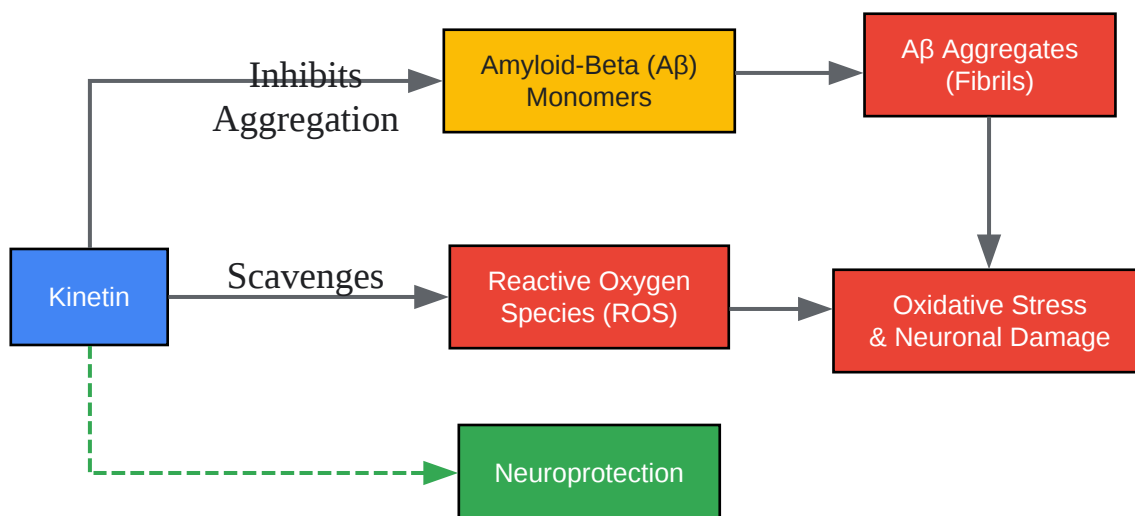 Inhibits
Aggregation
Amyloid-Beta (Aβ)
Monomers
Aβ Aggregates
(Fibrils)
Kinetin
Scavenges
Reactive Oxygen
Species (ROS)
Oxidative Stress
& Neuronal Damage
Neuroprotection